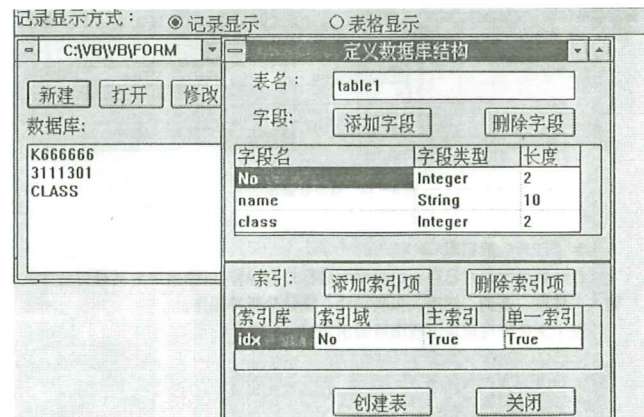 记录显示方式： 记录显示 表格显示
C:\VB\VB\FORM
新建 打开 修改
数据库:
K666666
3111301
CLASS
定义数据库结构
表名： table1
字段: 添加字段 删除字段
字段名 字段类型 长度
No Integer 2
name String 10
class Integer 2
索引: 添加索引项 删除索引项
索引库 索引域 主索引 单一索引
idx No True True
创建表 关闭